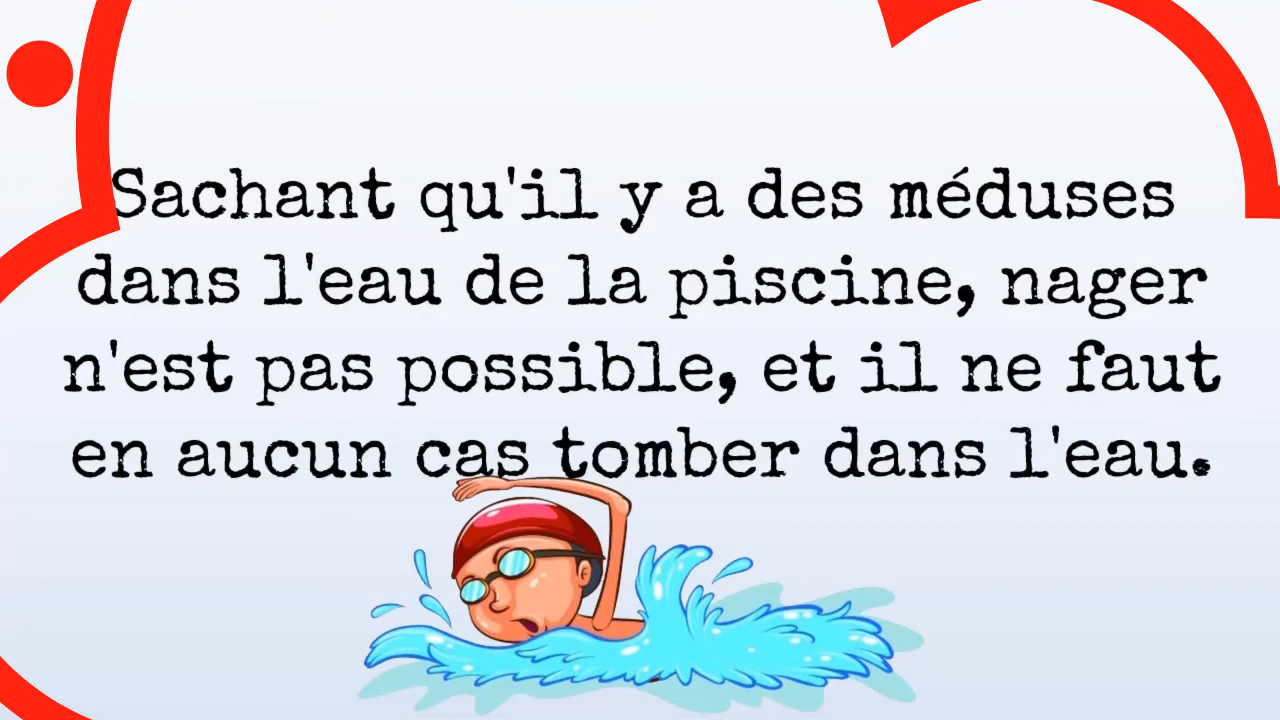 Sachant qu'il y a des méduses
dans l'eau de la piscine, nager
n'est pas possible, et il ne faut
en aucun cas tomber dans l'eau.